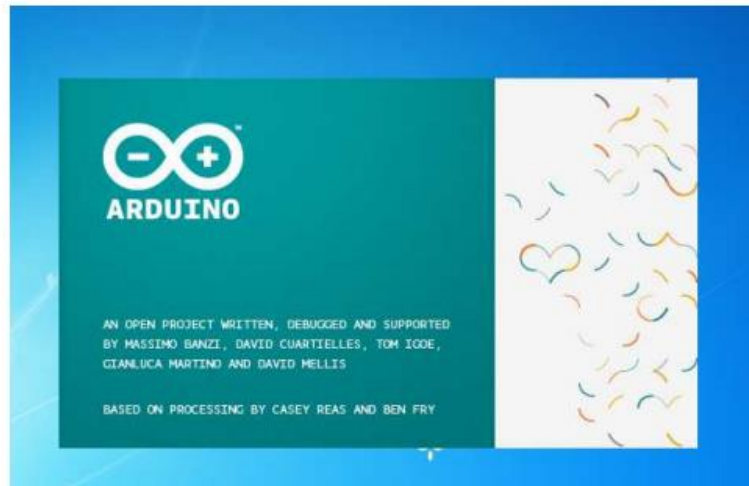 ARDUINO
AN OPEN PROJECT WRITTEN, DEBUGGED AND SUPPORTED
BY MASSIMO BANZI, DAVID CUARTIELLES, TOM IGOE,
GIANLUCA MARTINO AND DAVID MELLIS
BASED ON PROCESSING BY CASEY REAS AND BEN FRY